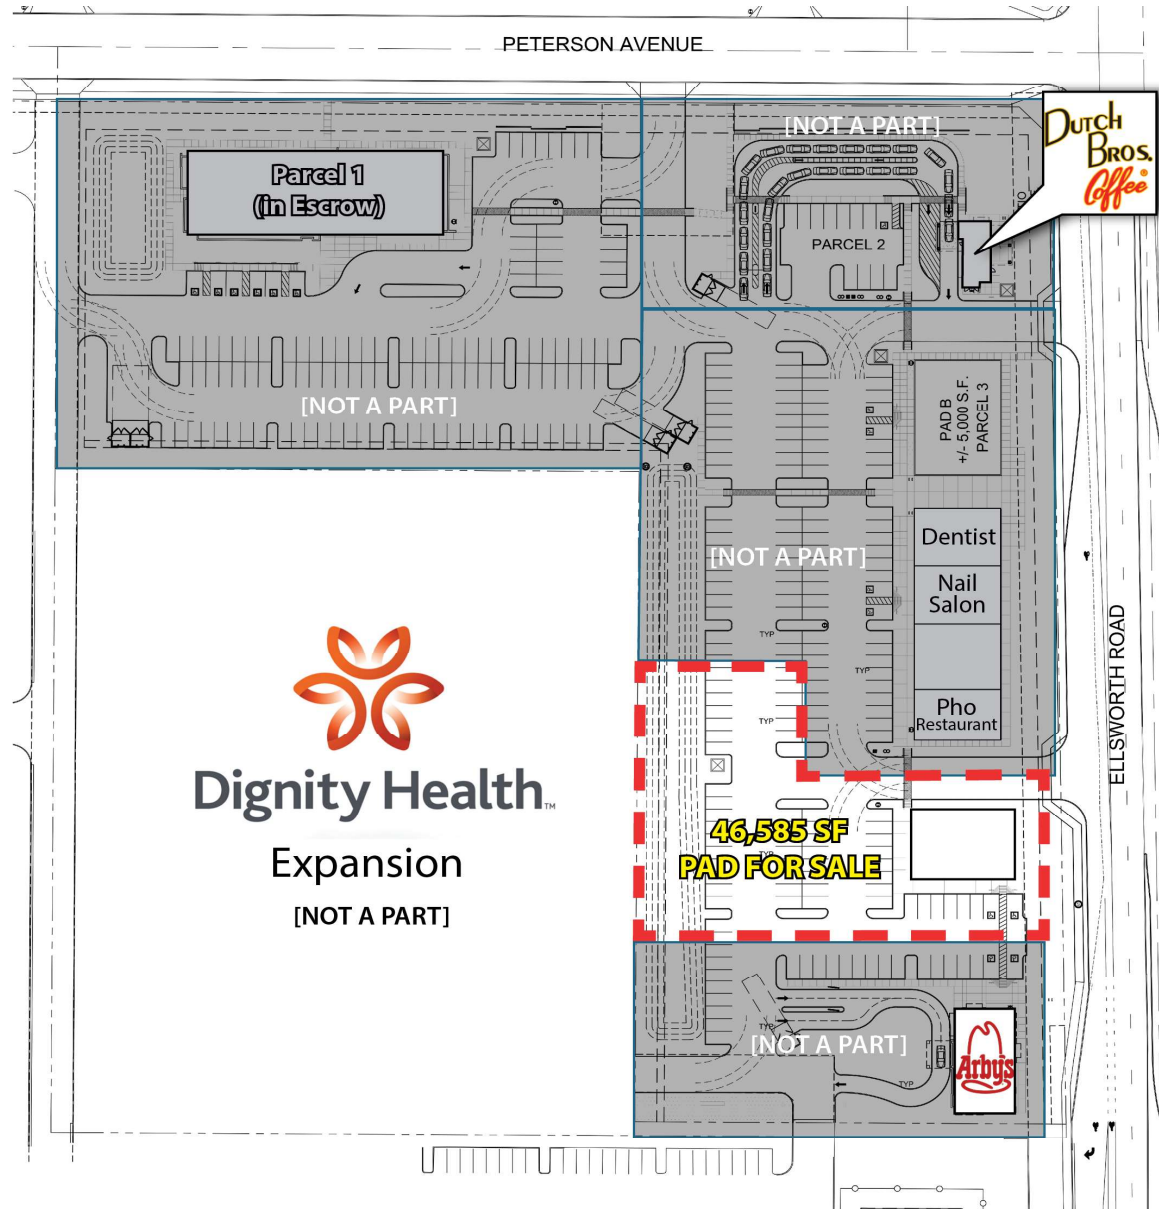 PETERSON AVENUE
[NOT A PART]
DUTCH
BROS.
Coffee®
Parcel 1
(in Escrow)
PARCEL 2
[NOT A PART]
PAD B
+/- 5,000 S.F.
PARCEL 3
[NOT A PART]
Dentist
Nail
Salon
TYP
TYP
Pho
Restaurant
TYP
ELLSWORTH ROAD
Dignity Health™
Expansion
[NOT A PART]
46,585 SF
TYP
PAD FOR SALE
TYP
[NOT A PART]
Arby's
TYP